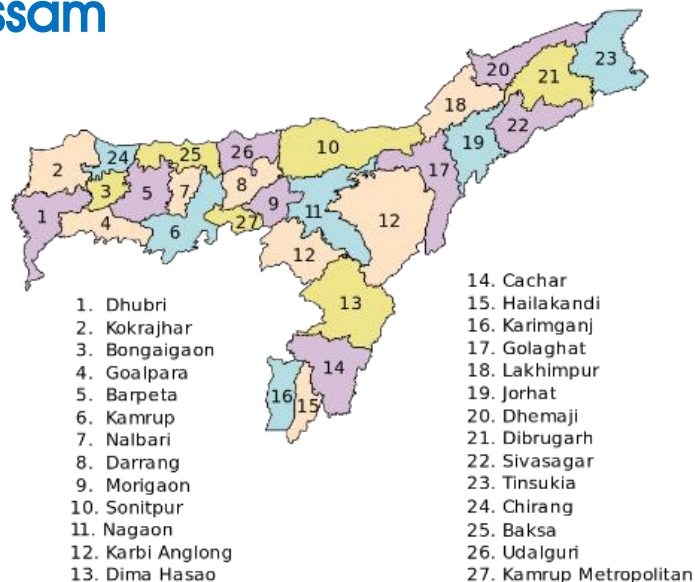 ssam
20
23
21
18
22
19
10
26
25
24
17
2
8
3
5
7
9
12
1
11
4
27
6
12
13
14
16
15
1. Dhubri
2. Kokrajhar
3. Bongaigaon
4. Goalpara
5. Barpeta
6. Kamrup
7. Nalbari
8. Darrang
9. Morigaon
10. Sonitpur
11. Nagaon
12. Karbi Anglong
13. Dima Hasao
14. Cachar
15. Hailakandi
16. Karimganj
17. Golaghat
18. Lakhimpur
19. Jorhat
20. Dhemaji
21. Dibrugarh
22. Sivasagar
23. Tinsukia
24. Chirang
25. Baksa
26. Udalguri
27. Kamrup Metropolitan